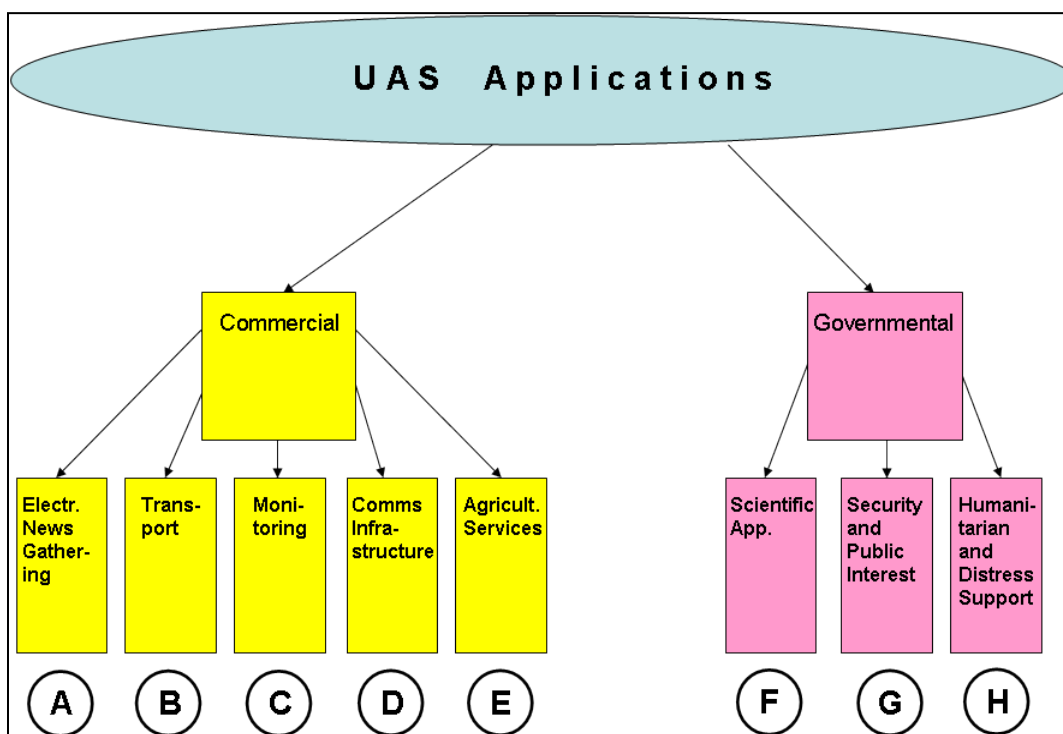 UAS Applications
Commercial
Governmental
Electr.
News
Gather-
ing
Trans-
port
Moni-
toring
Comms
Infra-
structure
Agricult.
Services
Scientific
App.
Security
and
Public
Interest
Humani-
tarian
and
Distress
Support
A
B
C
D
E
F
G
H